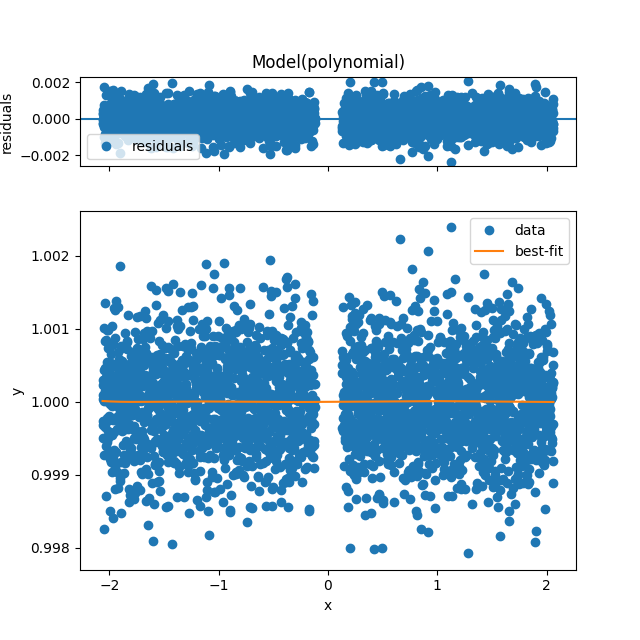 Model(polynomial)
0.002
0.000
−0.002
residuals
residuals
1.002
1.001
1.000
0.999
0.998
y
data
best-fit
−2
−1
0
1
2
x